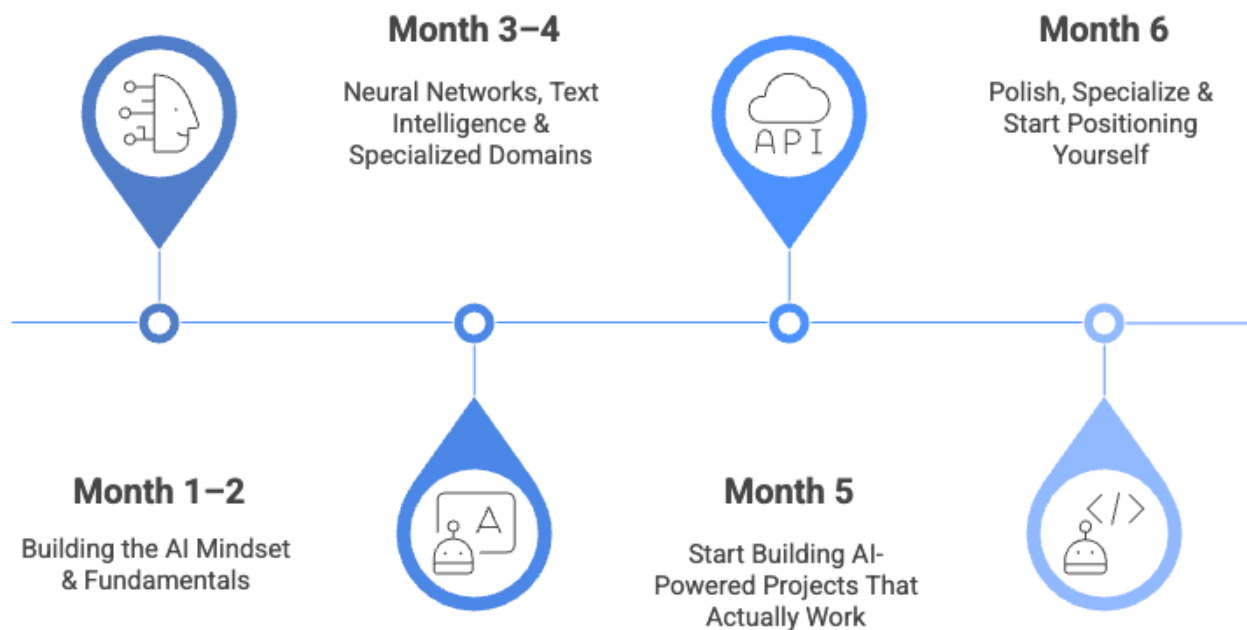 Month 1–2
Building the AI Mindset
& Fundamentals
Month 3–4
Neural Networks, Text
Intelligence &
Specialized Domains
A
API
Month 5
Start Building AI-
Powered Projects That
Actually Work
Month 6
Polish, Specialize &
Start Positioning
Yourself
</>